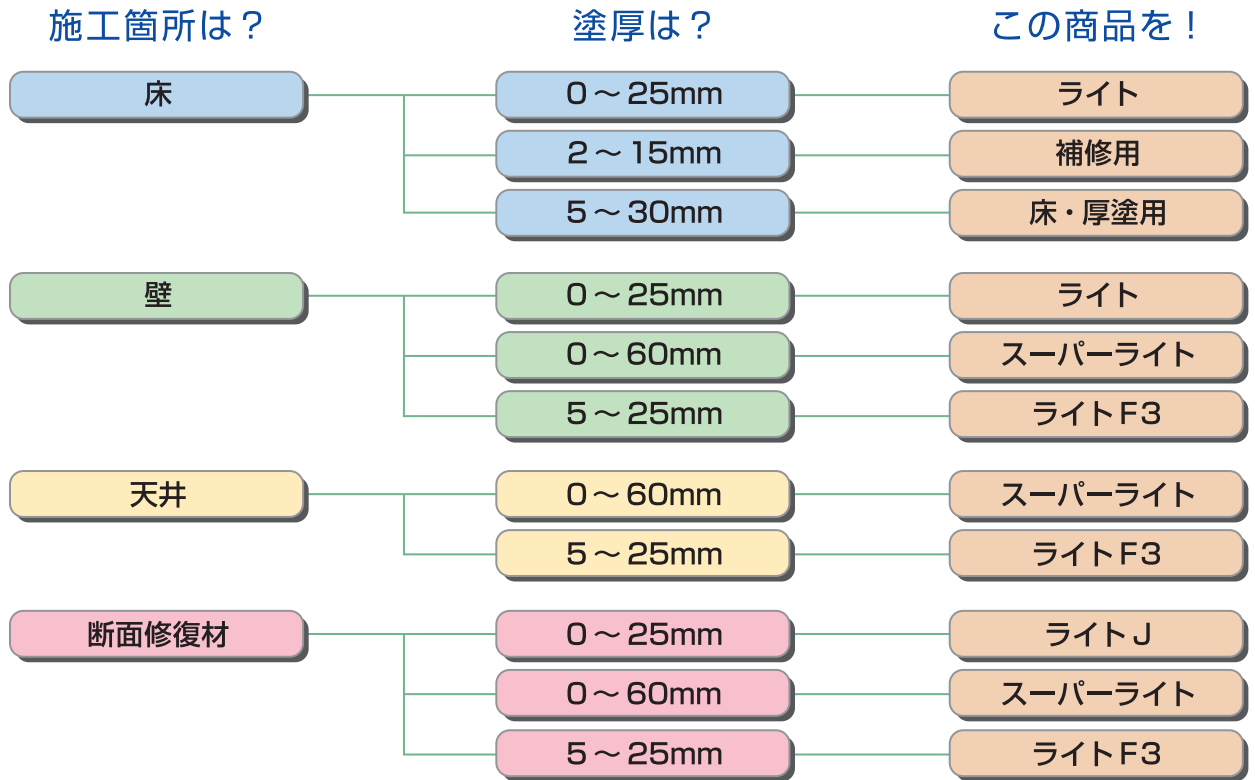 施工箇所は？ 塗厚は？ この商品を！
床 0～25mm ライト
2～15mm 補修用
5～30mm 床・厚塗用
壁 0～25mm ライト
0～60mm スーパーライト
5～25mm ライトF3
天井 0～60mm スーパーライト
5～25mm ライトF3
断面修復材 0～25mm ライトJ
0～60mm スーパーライト
5～25mm ライトF3